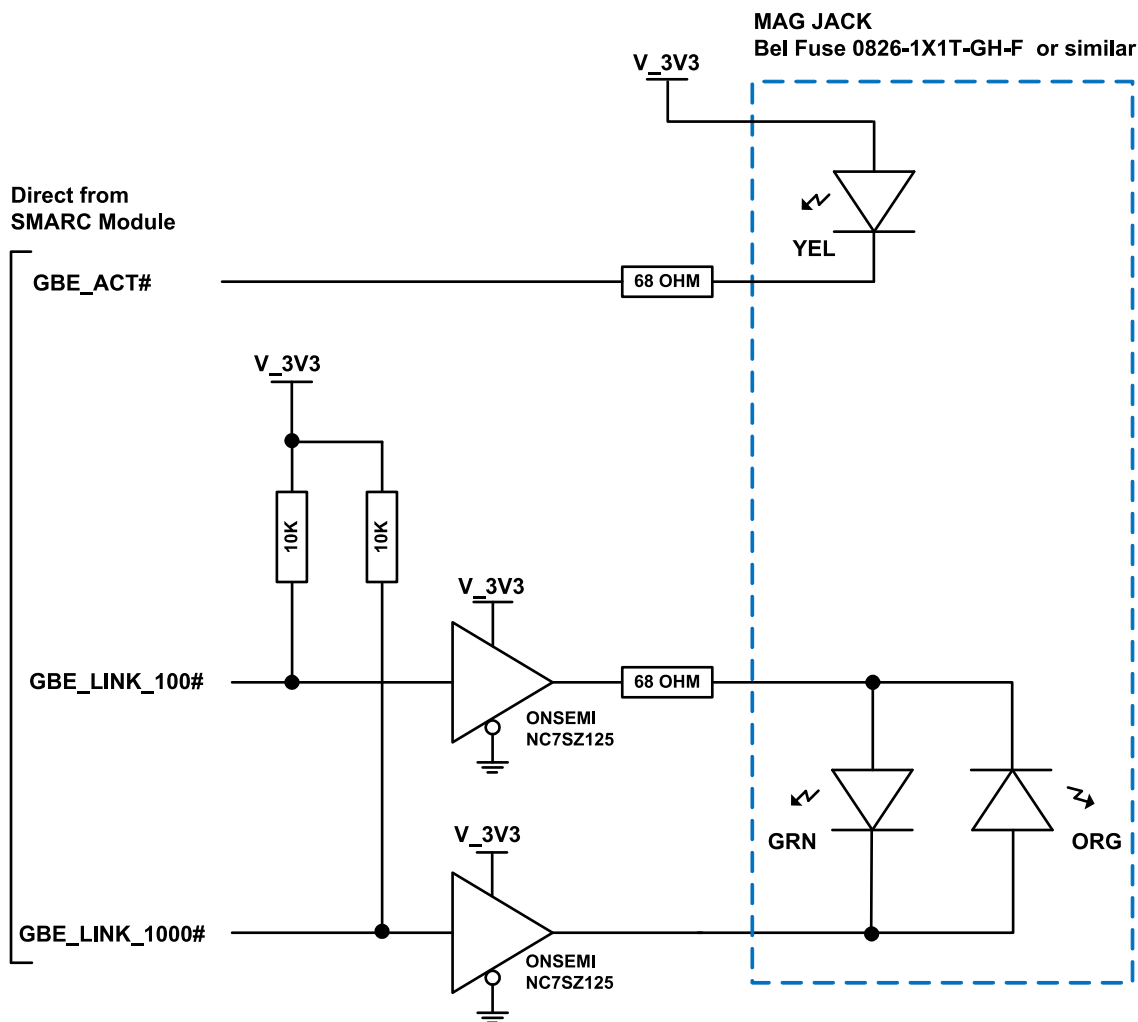 MAG JACK
Bel Fuse 0826-1X1T-GH-F or similar
V_3V3
Direct from
SMARC Module
YEL
GBE_ACT#
68 OHM
V_3V3
10K
10K
V_3V3
GBE_LINK_100#
68 OHM
ONSEMI
NC7SZ125
V_3V3
GRN
ORG
GBE_LINK_1000#
ONSEMI
NC7SZ125